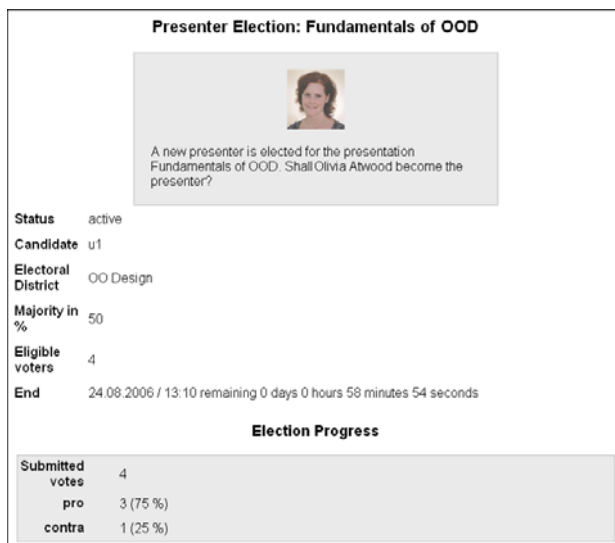 Presenter Election: Fundamentals of OOD
A new presenter is elected for the presentation
Fundamentals of OOD. Shall Olivia Atwood become the
presenter?
Status active
Candidate u1
Electoral
District OO Design
Majority in
% 50
Eligible
voters 4
End 24.08.2006 / 13:10 remaining 0 days 0 hours 58 minutes 54 seconds
Election Progress
Submitted
votes 4
pro 3 (75 %)
contra 1 (25 %)